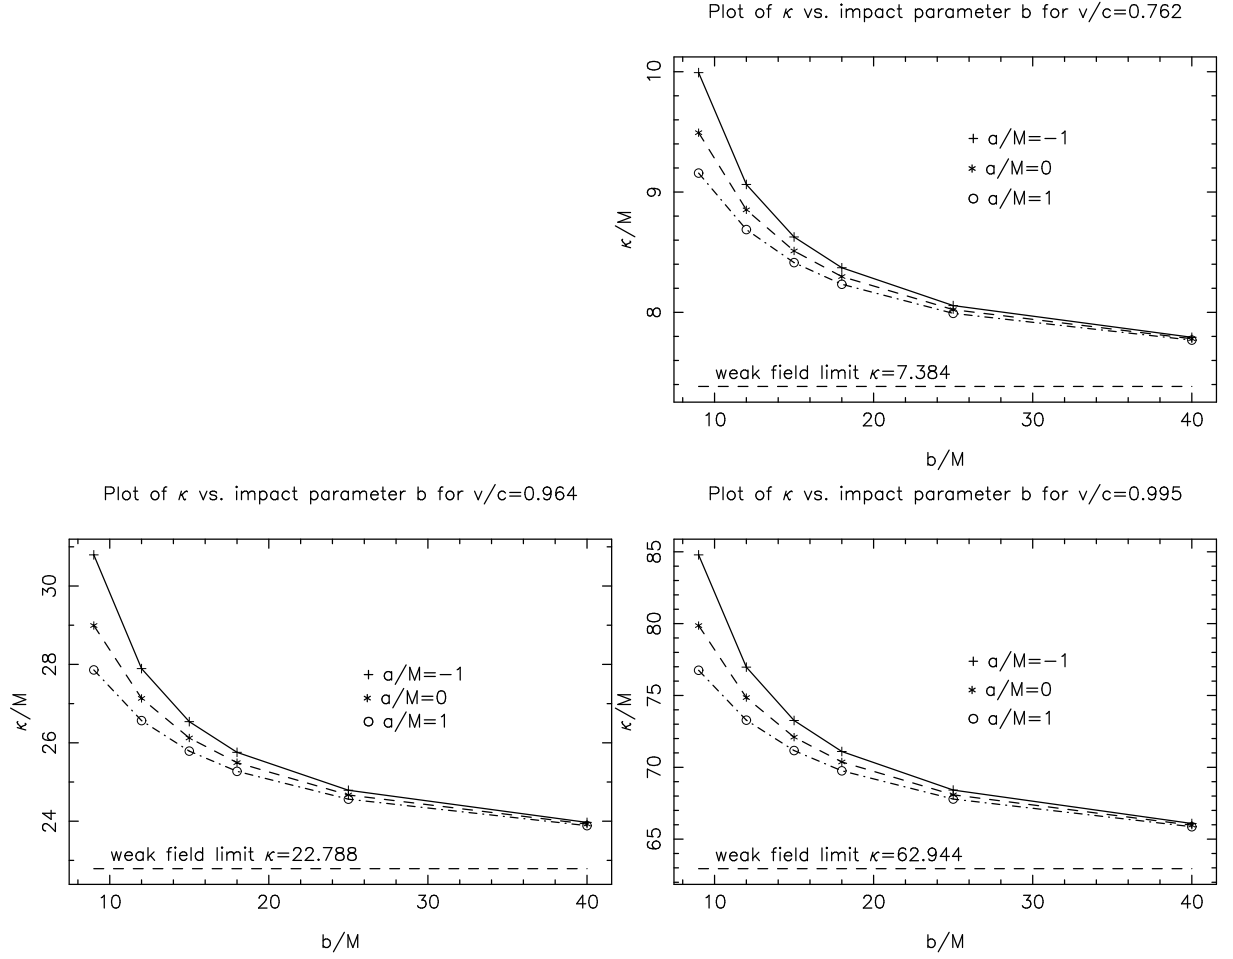 Plot of κ vs. impact parameter b for v/c=0.762
10
9
8
κ/M
+ a/M=−1
* a/M=0
○ a/M=1
weak field limit κ=7.384
10 20 30 40
b/M
Plot of κ vs. impact parameter b for v/c=0.964
30
28
26
24
κ/M
+ a/M=−1
* a/M=0
○ a/M=1
weak field limit κ=22.788
10 20 30 40
b/M
Plot of κ vs. impact parameter b for v/c=0.995
85
80
75
70
65
κ/M
+ a/M=−1
* a/M=0
○ a/M=1
weak field limit κ=62.944
10 20 30 40
b/M